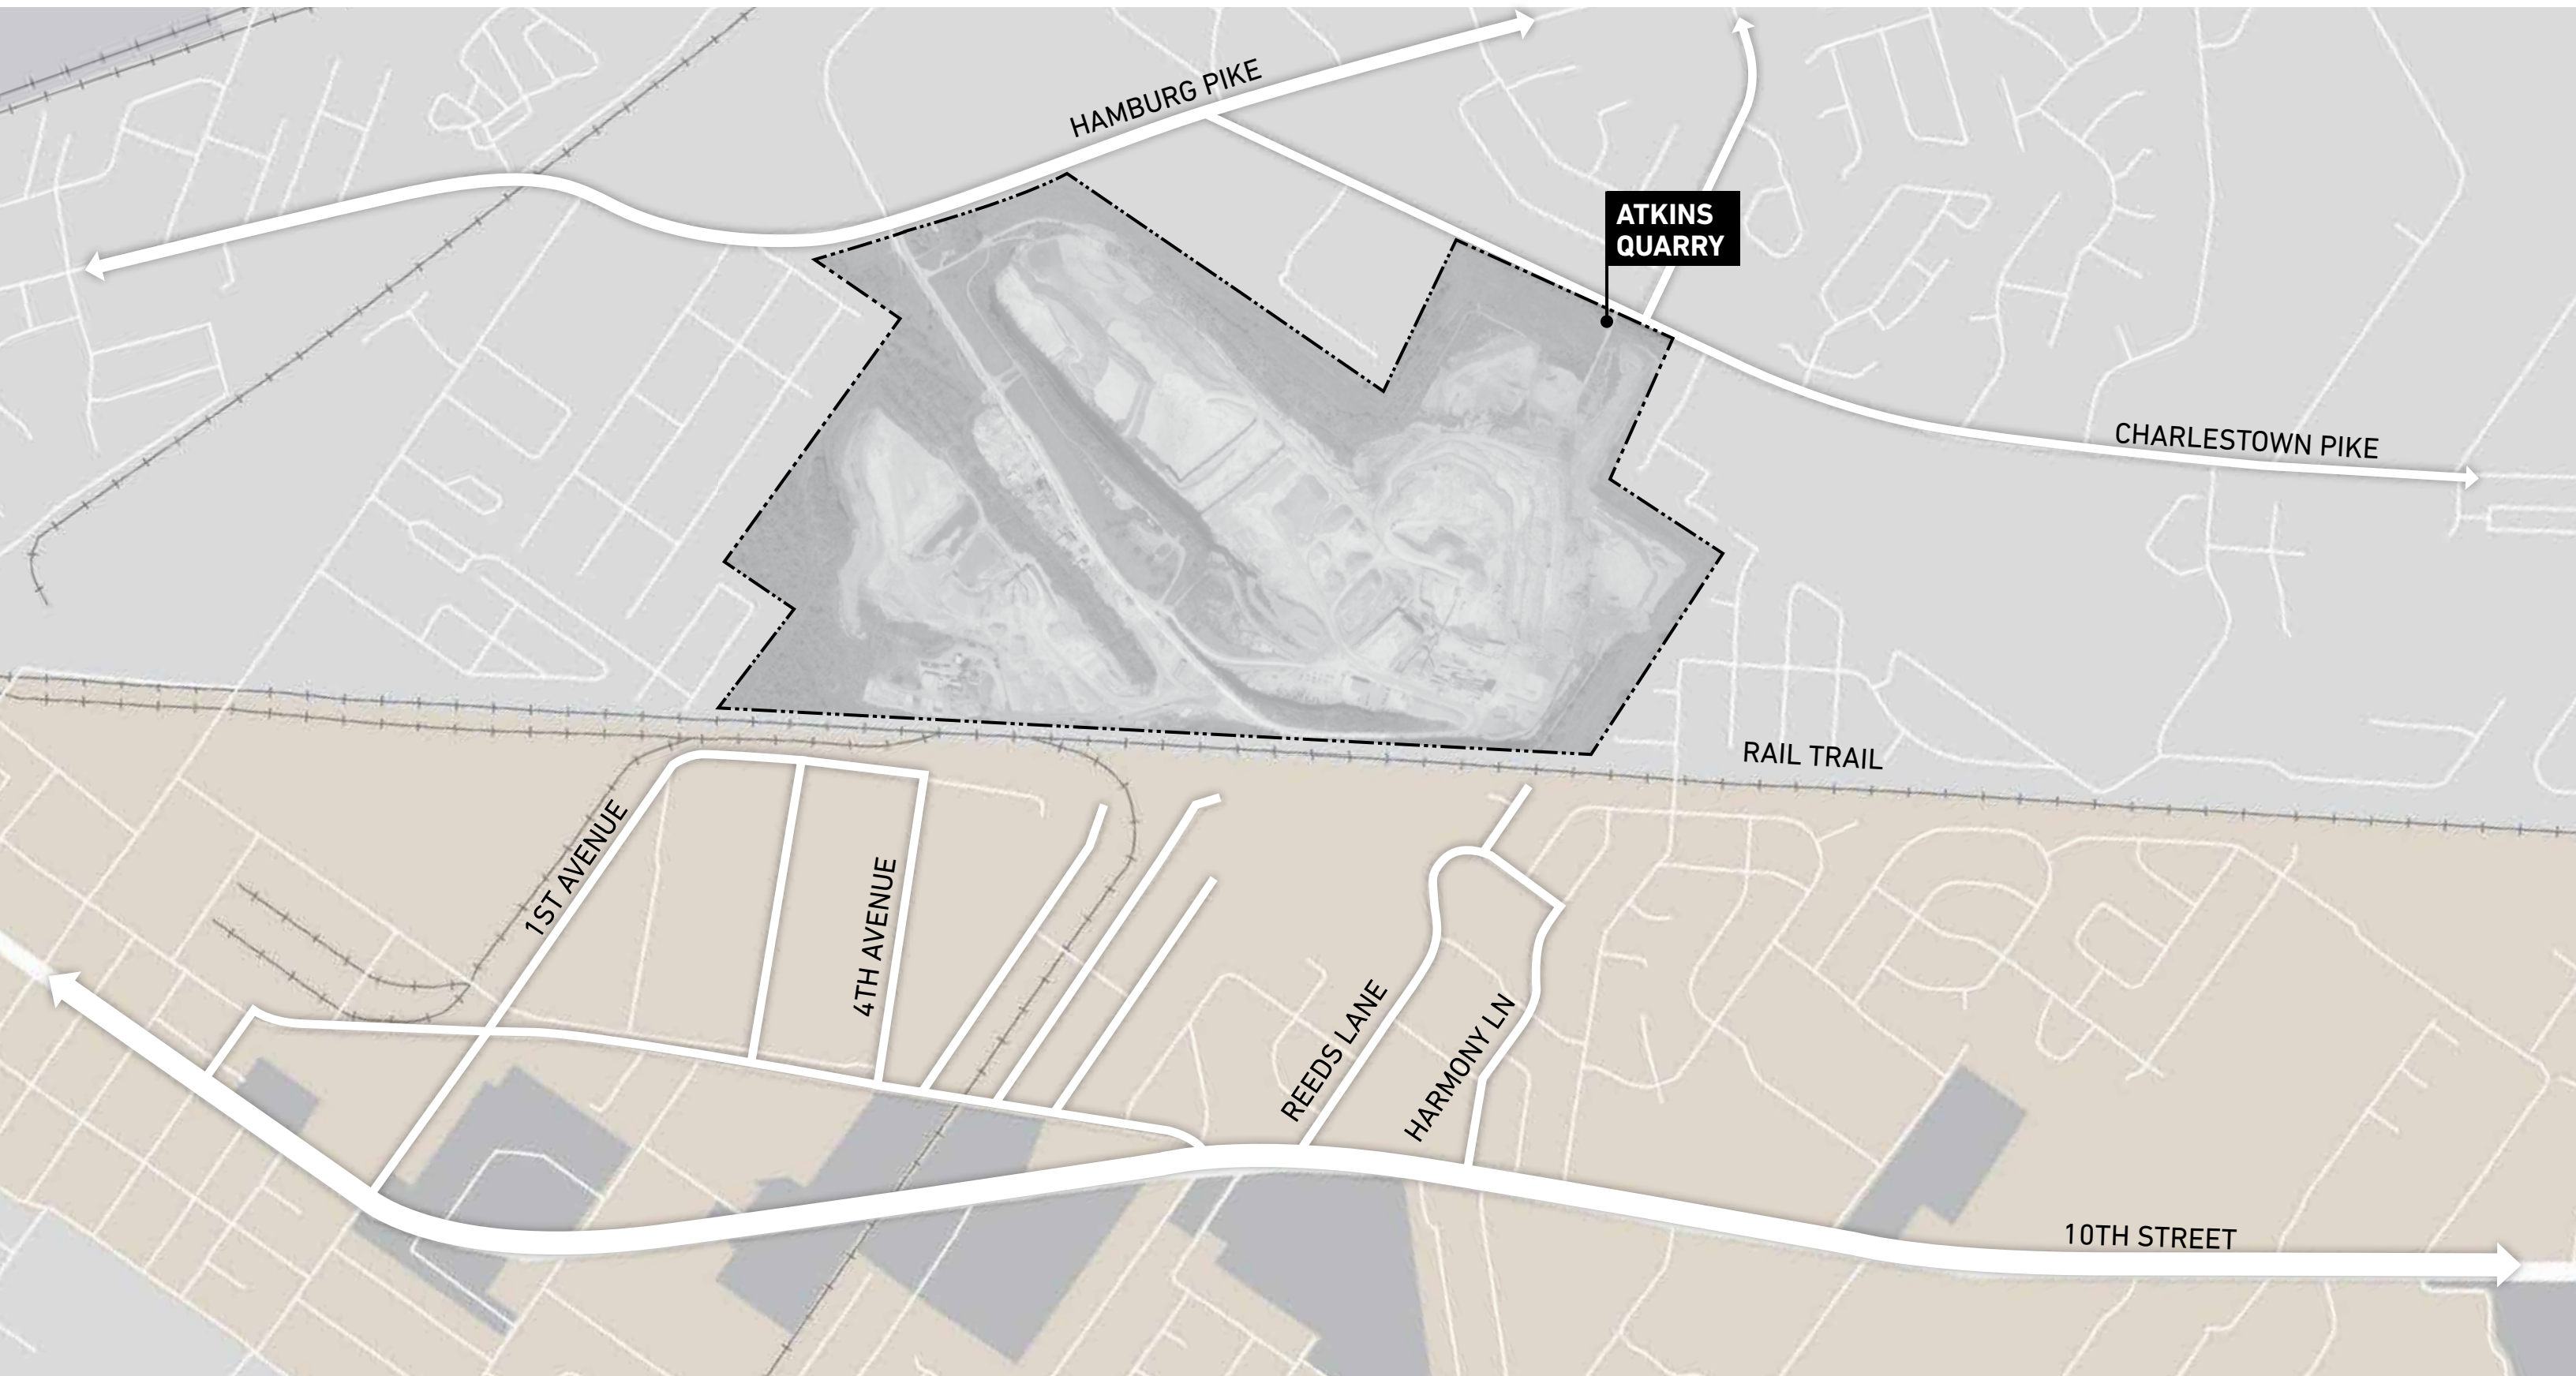 HAMBURG PIKE
ATKINS
QUARRY
CHARLESTOWN PIKE
RAIL TRAIL
1ST AVENUE
4TH AVENUE
REEDS LANE
HARMONY LN
10TH STREET